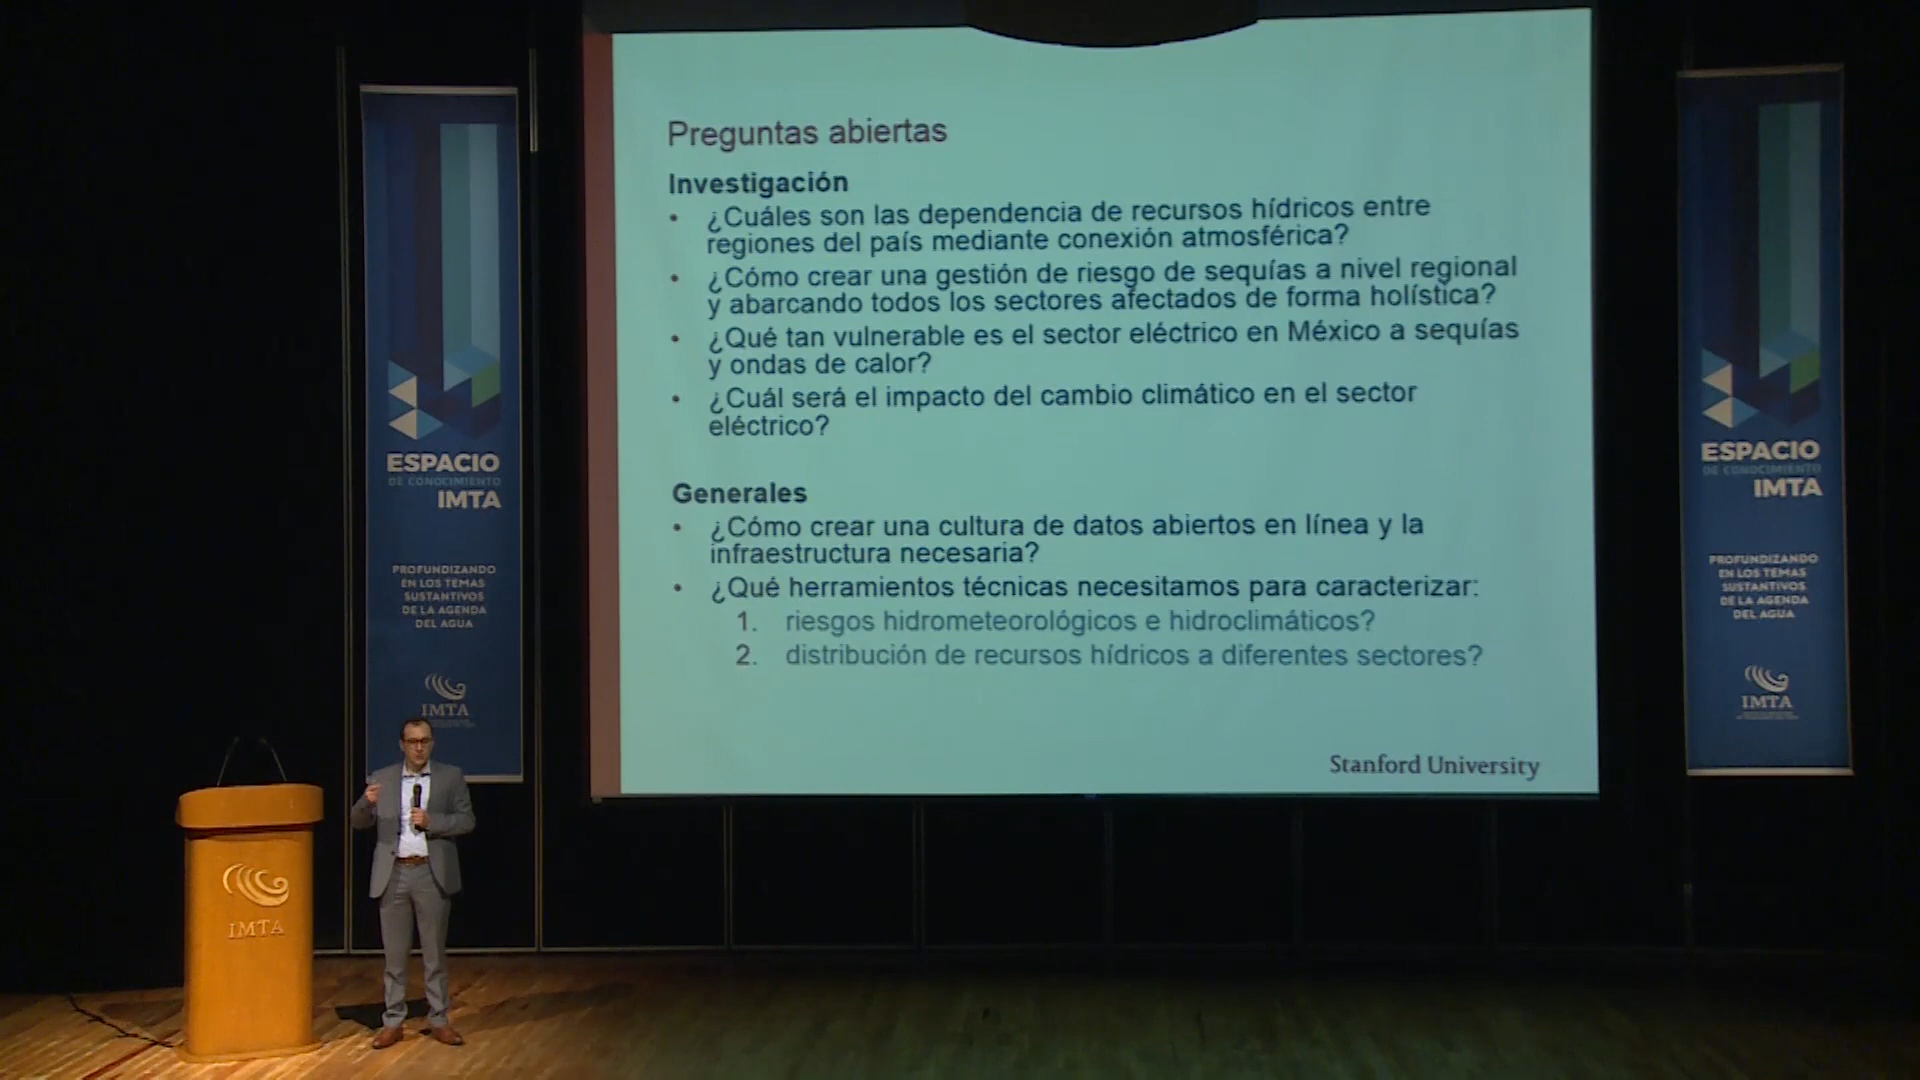 Preguntas abiertas
Investigación
• ¿Cuáles son las dependencia de recursos hídricos entre
regiones del país mediante conexión atmosférica?
• ¿Cómo crear una gestión de riesgo de sequías a nivel regional
y abarcando todos los sectores afectados de forma holística?
• ¿Qué tan vulnerable es el sector eléctrico en México a sequías
y ondas de calor?
• ¿Cuál será el impacto del cambio climático en el sector
eléctrico?
Generales
• ¿Cómo crear una cultura de datos abiertos en línea y la
infraestructura necesaria?
• ¿Qué herramientos técnicas necesitamos para caracterizar:
1. riesgos hidrometeorológicos e hidroclimáticos?
2. distribución de recursos hídricos a diferentes sectores?
Stanford University
ESPACIO
DE CONOCIMIENTO
IMTA
PROFUNDIZANDO
EN LOS TEMAS
SUSTANTIVOS
DE LA AGENDA
DEL AGUA
IMTA
ESPACIO
DE CONOCIMIENTO
IMTA
PROFUNDIZANDO
EN LOS TEMAS
SUSTANTIVOS
DE LA AGENDA
DEL AGUA
IMTA
IMTA